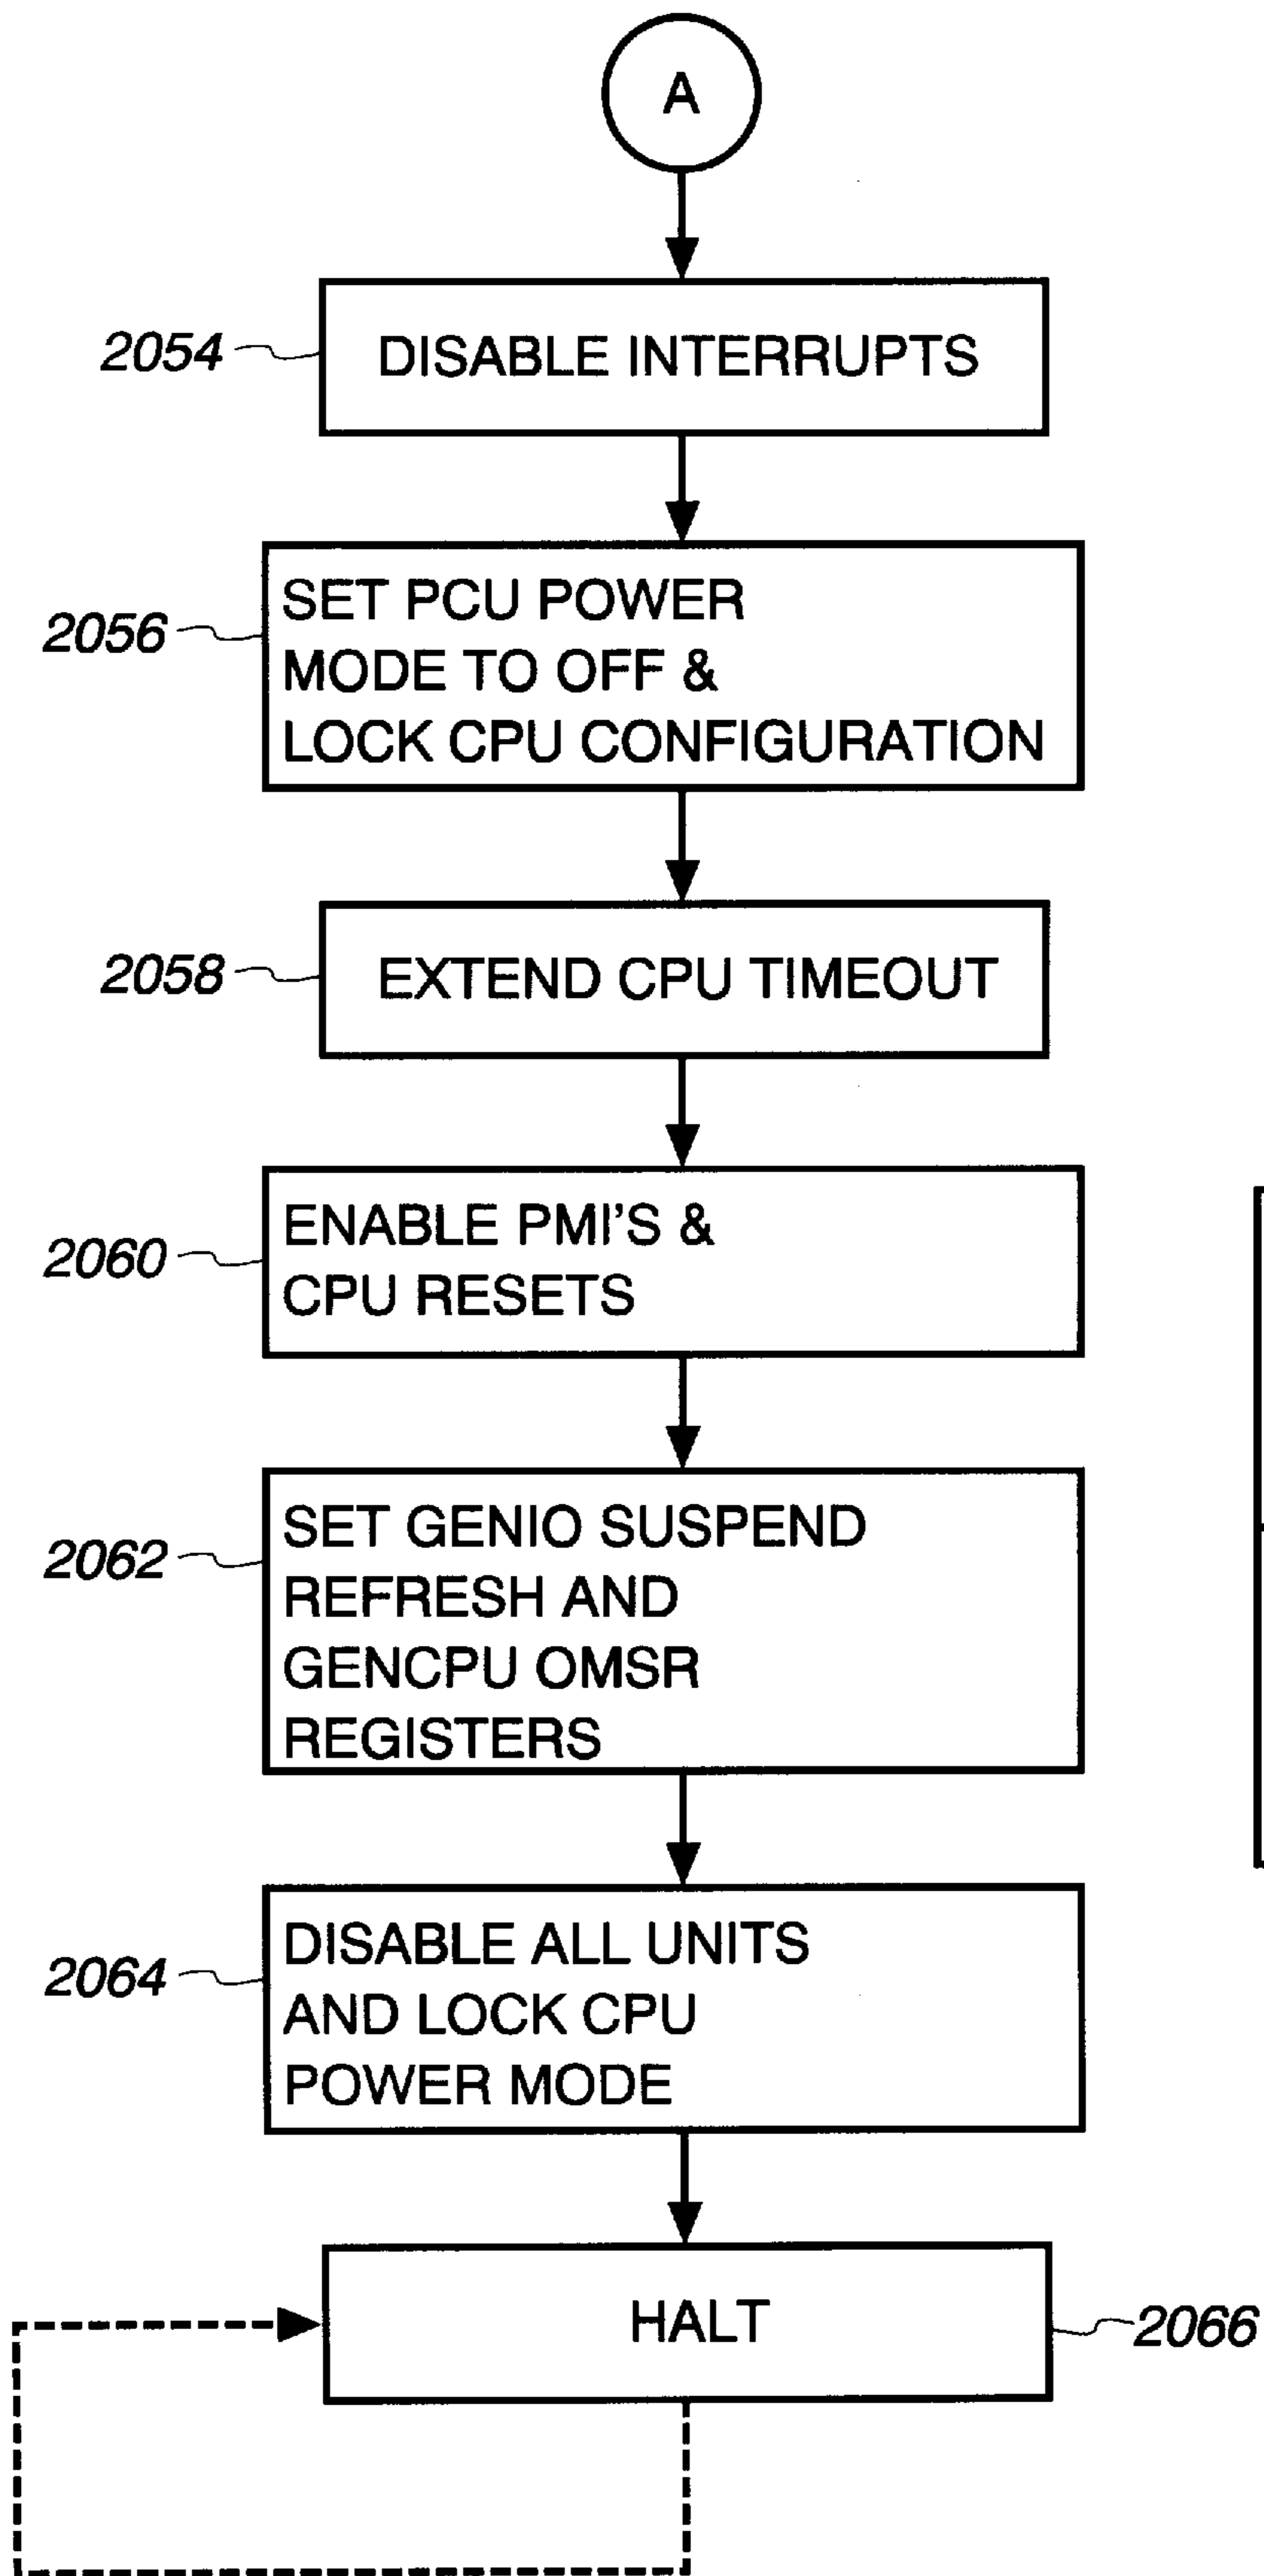 A
2054
DISABLE INTERRUPTS
2056
SET PCU POWER
MODE TO OFF &
LOCK CPU CONFIGURATION
2058
EXTEND CPU TIMEOUT
2060
ENABLE PMI'S &
CPU RESETS
2062
SET GENIO SUSPEND
REFRESH AND
GENCPU OMSR
REGISTERS
2064
DISABLE ALL UNITS
AND LOCK CPU
POWER MODE
HALT
2066